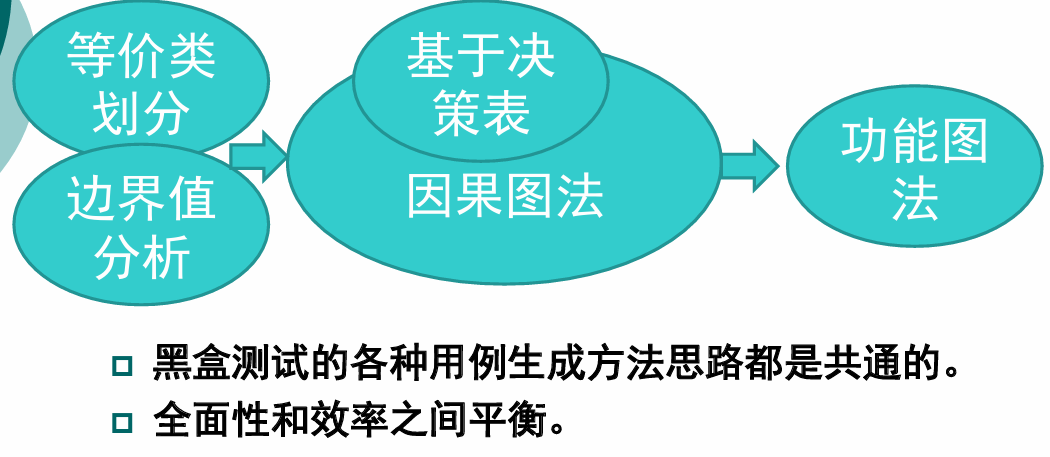 等价类
划分
边界值
分析
基于决
策表
因果图法
功能图
法
黑盒测试的各种用例生成方法思路都是共通的。
全面性和效率之间平衡。